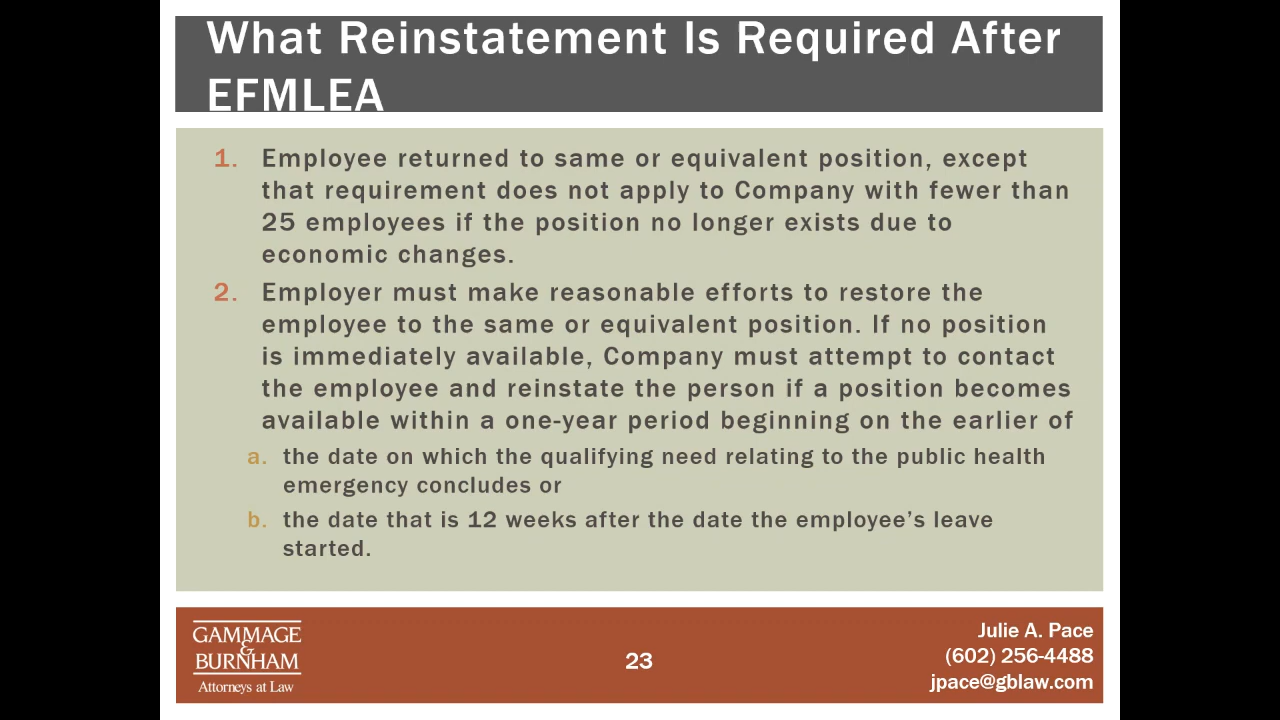 What Reinstatement Is Required After
EFMLEA
1. Employee returned to same or equivalent position, except
that requirement does not apply to Company with fewer than
25 employees if the position no longer exists due to
economic changes.
2. Employer must make reasonable efforts to restore the
employee to the same or equivalent position. If no position
is immediately available, Company must attempt to contact
the employee and reinstate the person if a position becomes
available within a one-year period beginning on the earlier of
a. the date on which the qualifying need relating to the public health
emergency concludes or
b. the date that is 12 weeks after the date the employee’s leave
started.
GAMMAGE
&
BURNHAM
Attorneys at Law
23
Julie A. Pace
(602) 256-4488
jpace@gblaw.com